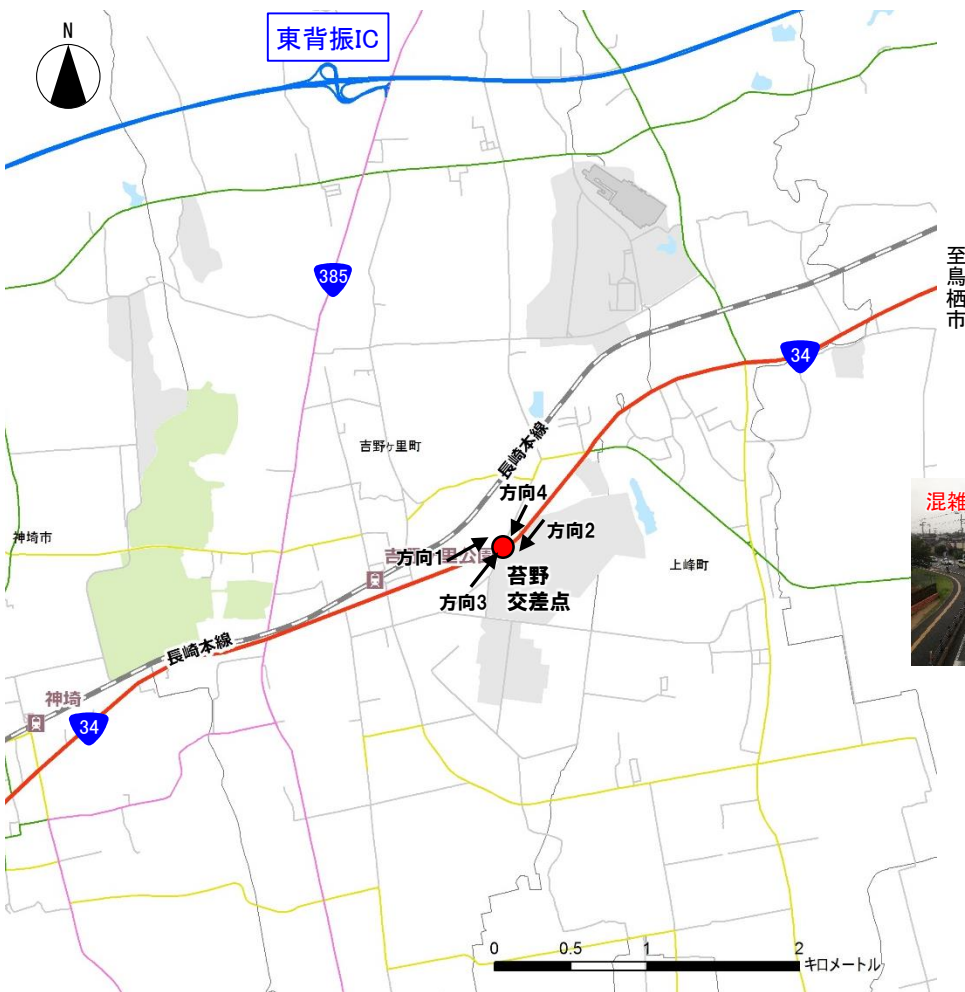 N
東背振IC
385
至鳥栖市
34
長崎本線
吉野ヶ里町
方向4
混雑
神埼市
方向2
方向1
上峰町
苔野
交差点
方向3
長崎本線
神埼
34
0 0.5 1 2
キロメートル